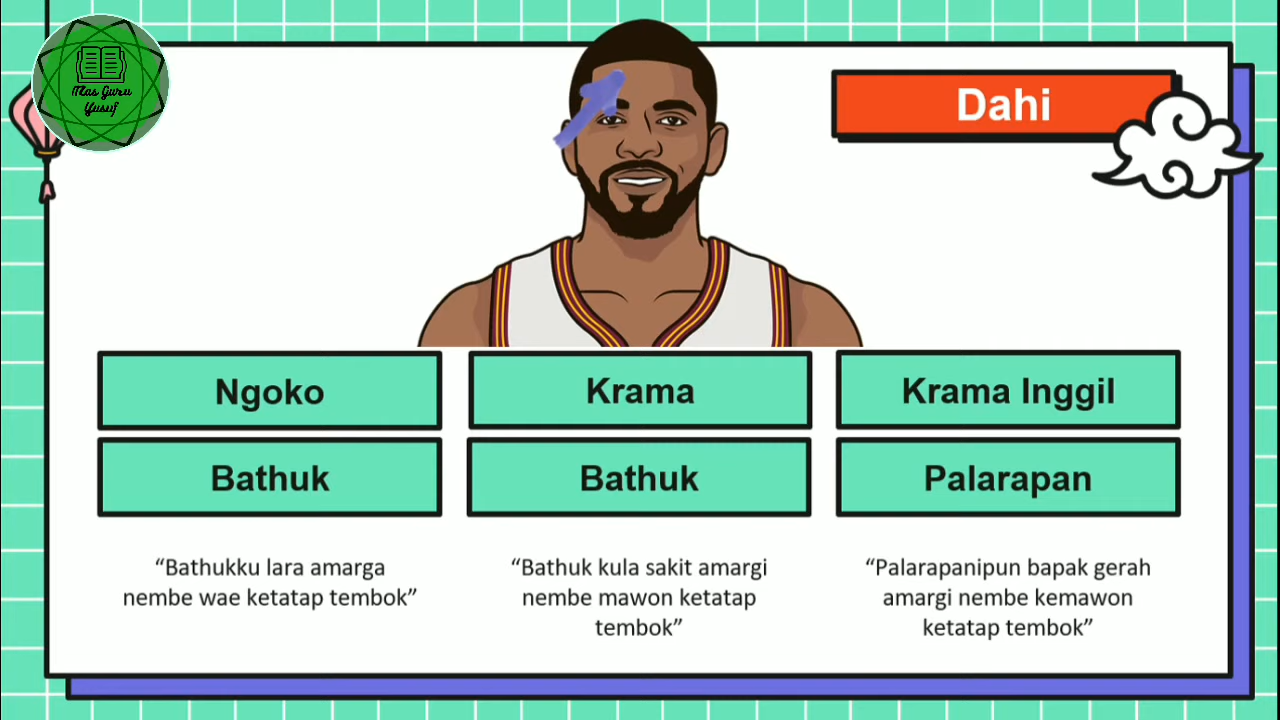 Mas Guru
Yusuf
Dahi
Ngoko
Krama
Krama Inggil
Bathuk
Bathuk
Palarapan
“Bathukku lara amarga
nembe wae ketatap tembok”
“Bathuk kula sakit amargi
nembe mawon ketatap
tembok”
“Palarapanipun bapak gerah
amargi nembe kemawon
ketatap tembok”